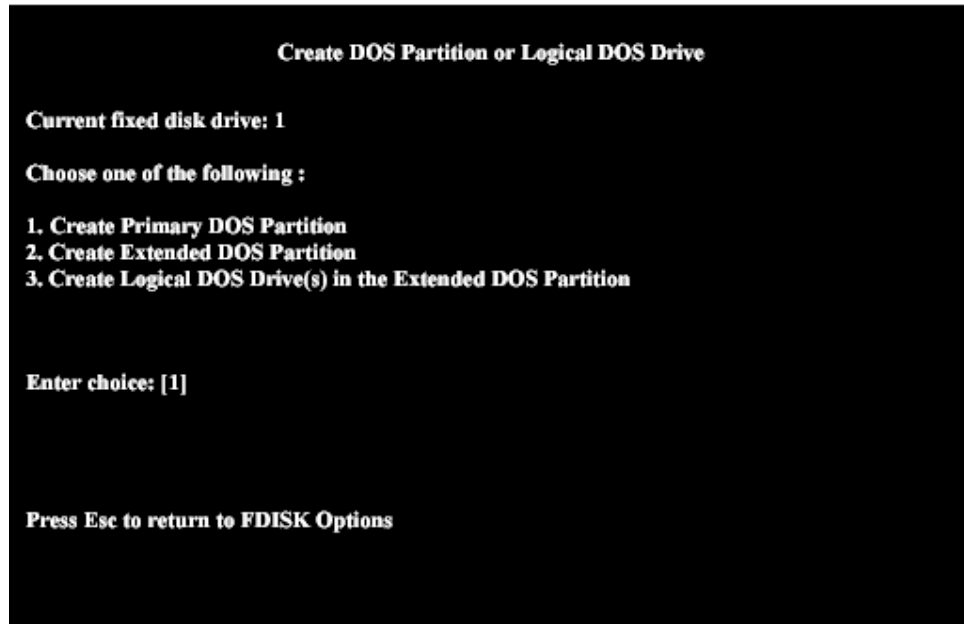 Create DOS Partition or Logical DOS Drive
Current fixed disk drive: 1
Choose one of the following :
1. Create Primary DOS Partition
2. Create Extended DOS Partition
3. Create Logical DOS Drive(s) in the Extended DOS Partition
Enter choice: [1]
Press Esc to return to FDISK Options